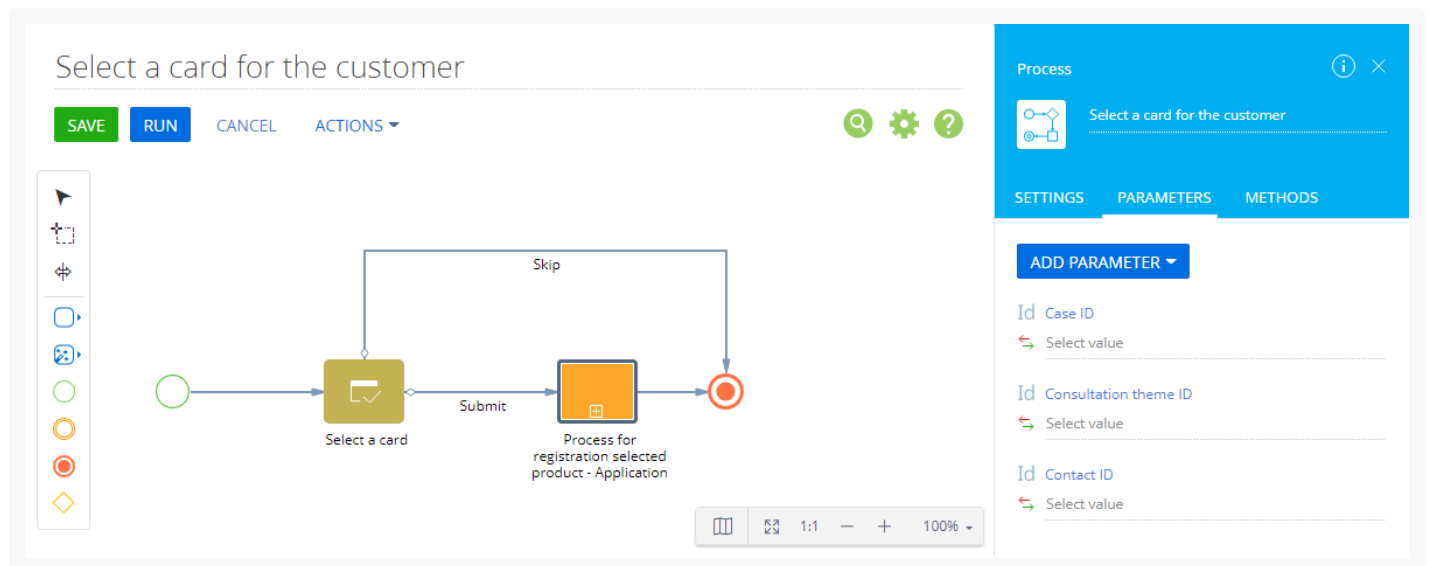 Select a card for the customer
SAVE
RUN
CANCEL
ACTIONS
Skip
Submit
Select a card
Process for
registration selected
product - Application
1:1
100%
Process
Select a card for the customer
SETTINGS
PARAMETERS
METHODS
ADD PARAMETER
Id Case ID
Select value
Id Consultation theme ID
Select value
Id Contact ID
Select value